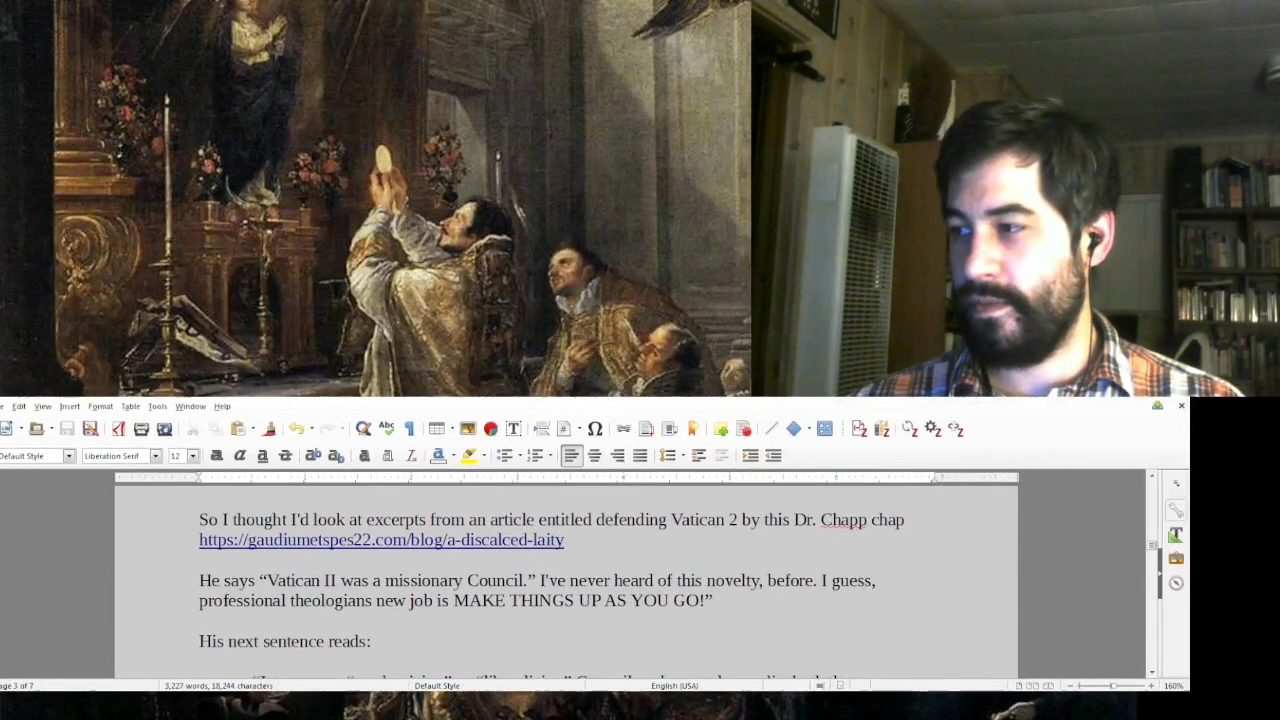 Edit View Insert Format Table Tools Window Help
Default Style Liberation Serif 12
So I thought I'd look at excerpts from an article entitled defending Vatican 2 by this Dr. Chapp chap
https://gaudiumetspes22.com/blog/a-discalced-laity
He says “Vatican II was a missionary Council.” I've never heard of this novelty, before. I guess,
professional theologians new job is MAKE THINGS UP AS YOU GO!”
His next sentence reads:
3,227 words, 18,244 characters Default Style English (USA) 160%